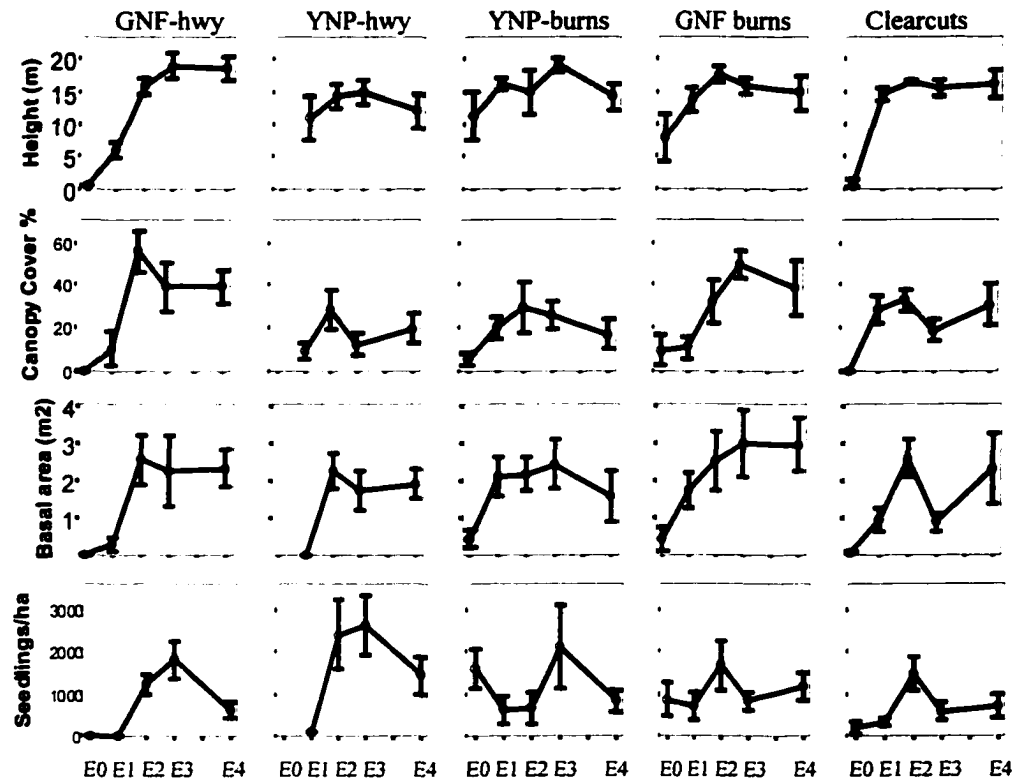 GNF-hwy YNP-hwy YNP-burns GNF burns Clearcuts
Height (m)
20
15
10
5
0
Canopy Cover %
60
40
20
0
Basal area (m2)
4
3
2
1
Seedlings/ha
3000
2000
1000
0
E0 E1 E2 E3 E4 E0 E1 E2 E3 E4 E0 E1 E2 E3 E4 E0 E1 E2 E3 E4 E0 E1 E2 E3 E4